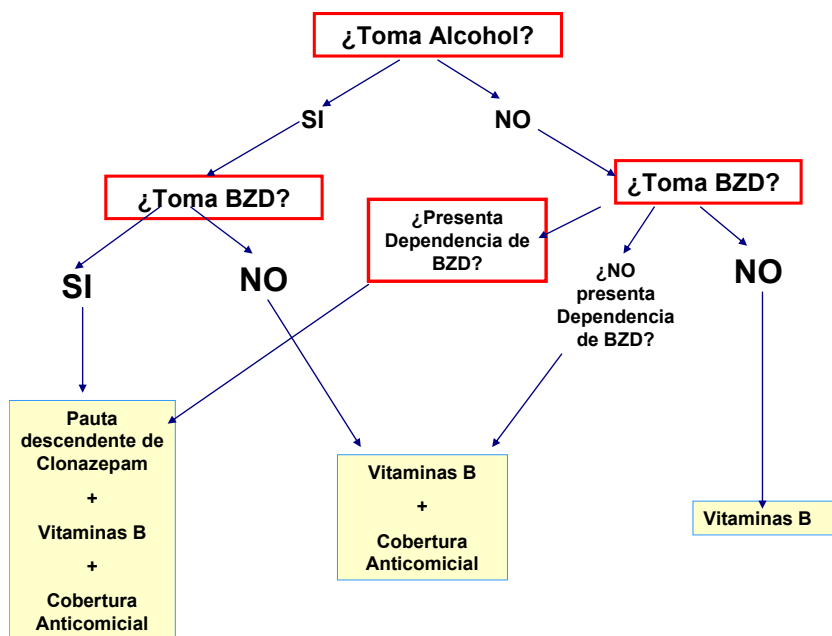 ¿Toma Alcohol?
SI
NO
¿Toma BZD?
¿Toma BZD?
¿Presenta
Dependencia de
BZD?
SI
NO
¿NO
presenta
Dependencia
de BZD?
NO
Pauta
descendente de
Clonazepam
+
Vitaminas B
+
Cobertura
Anticomicial
Vitaminas B
+
Cobertura
Anticomicial
Vitaminas B